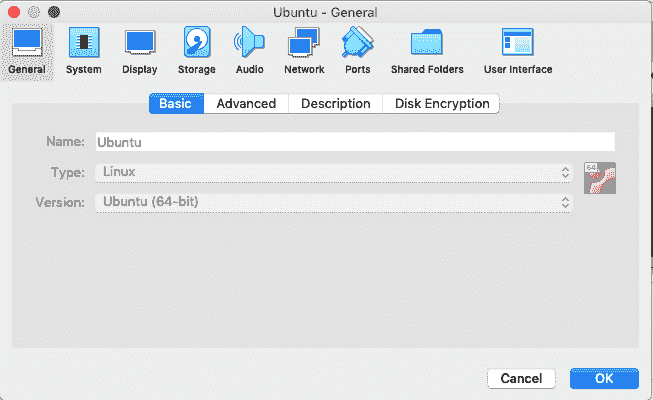 Ubuntu - General
General System Display Storage Audio Network Ports Shared Folders User Interface
Basic Advanced Description Disk Encryption
Name: Ubuntu
Type: Linux
64
Version: Ubuntu (64-bit)
Cancel OK